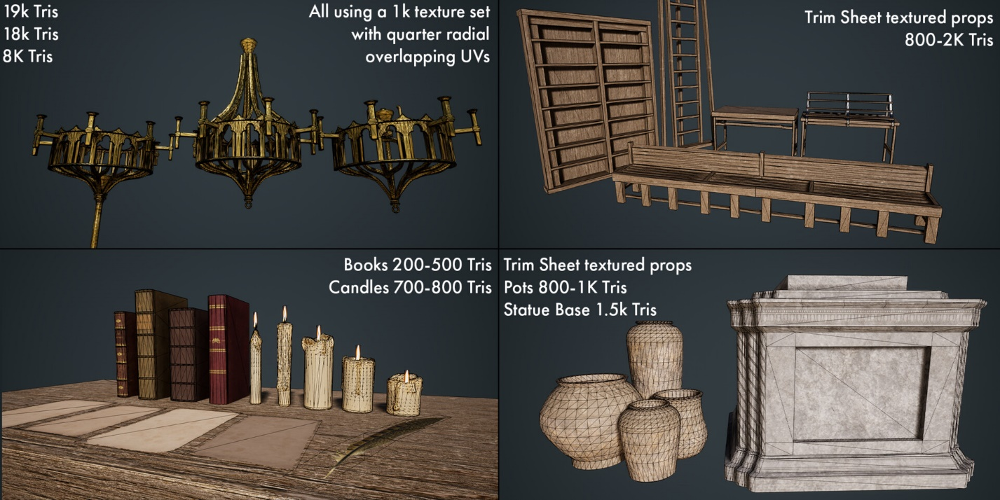 19k Tris
18k Tris
8K Tris
All using a 1k texture set
with quarter radial
overlapping UVs
Trim Sheet textured props
800-2K Tris
Books 200-500 Tris
Candles 700-800 Tris
Trim Sheet textured props
Pots 800-1K Tris
Statue Base 1.5k Tris